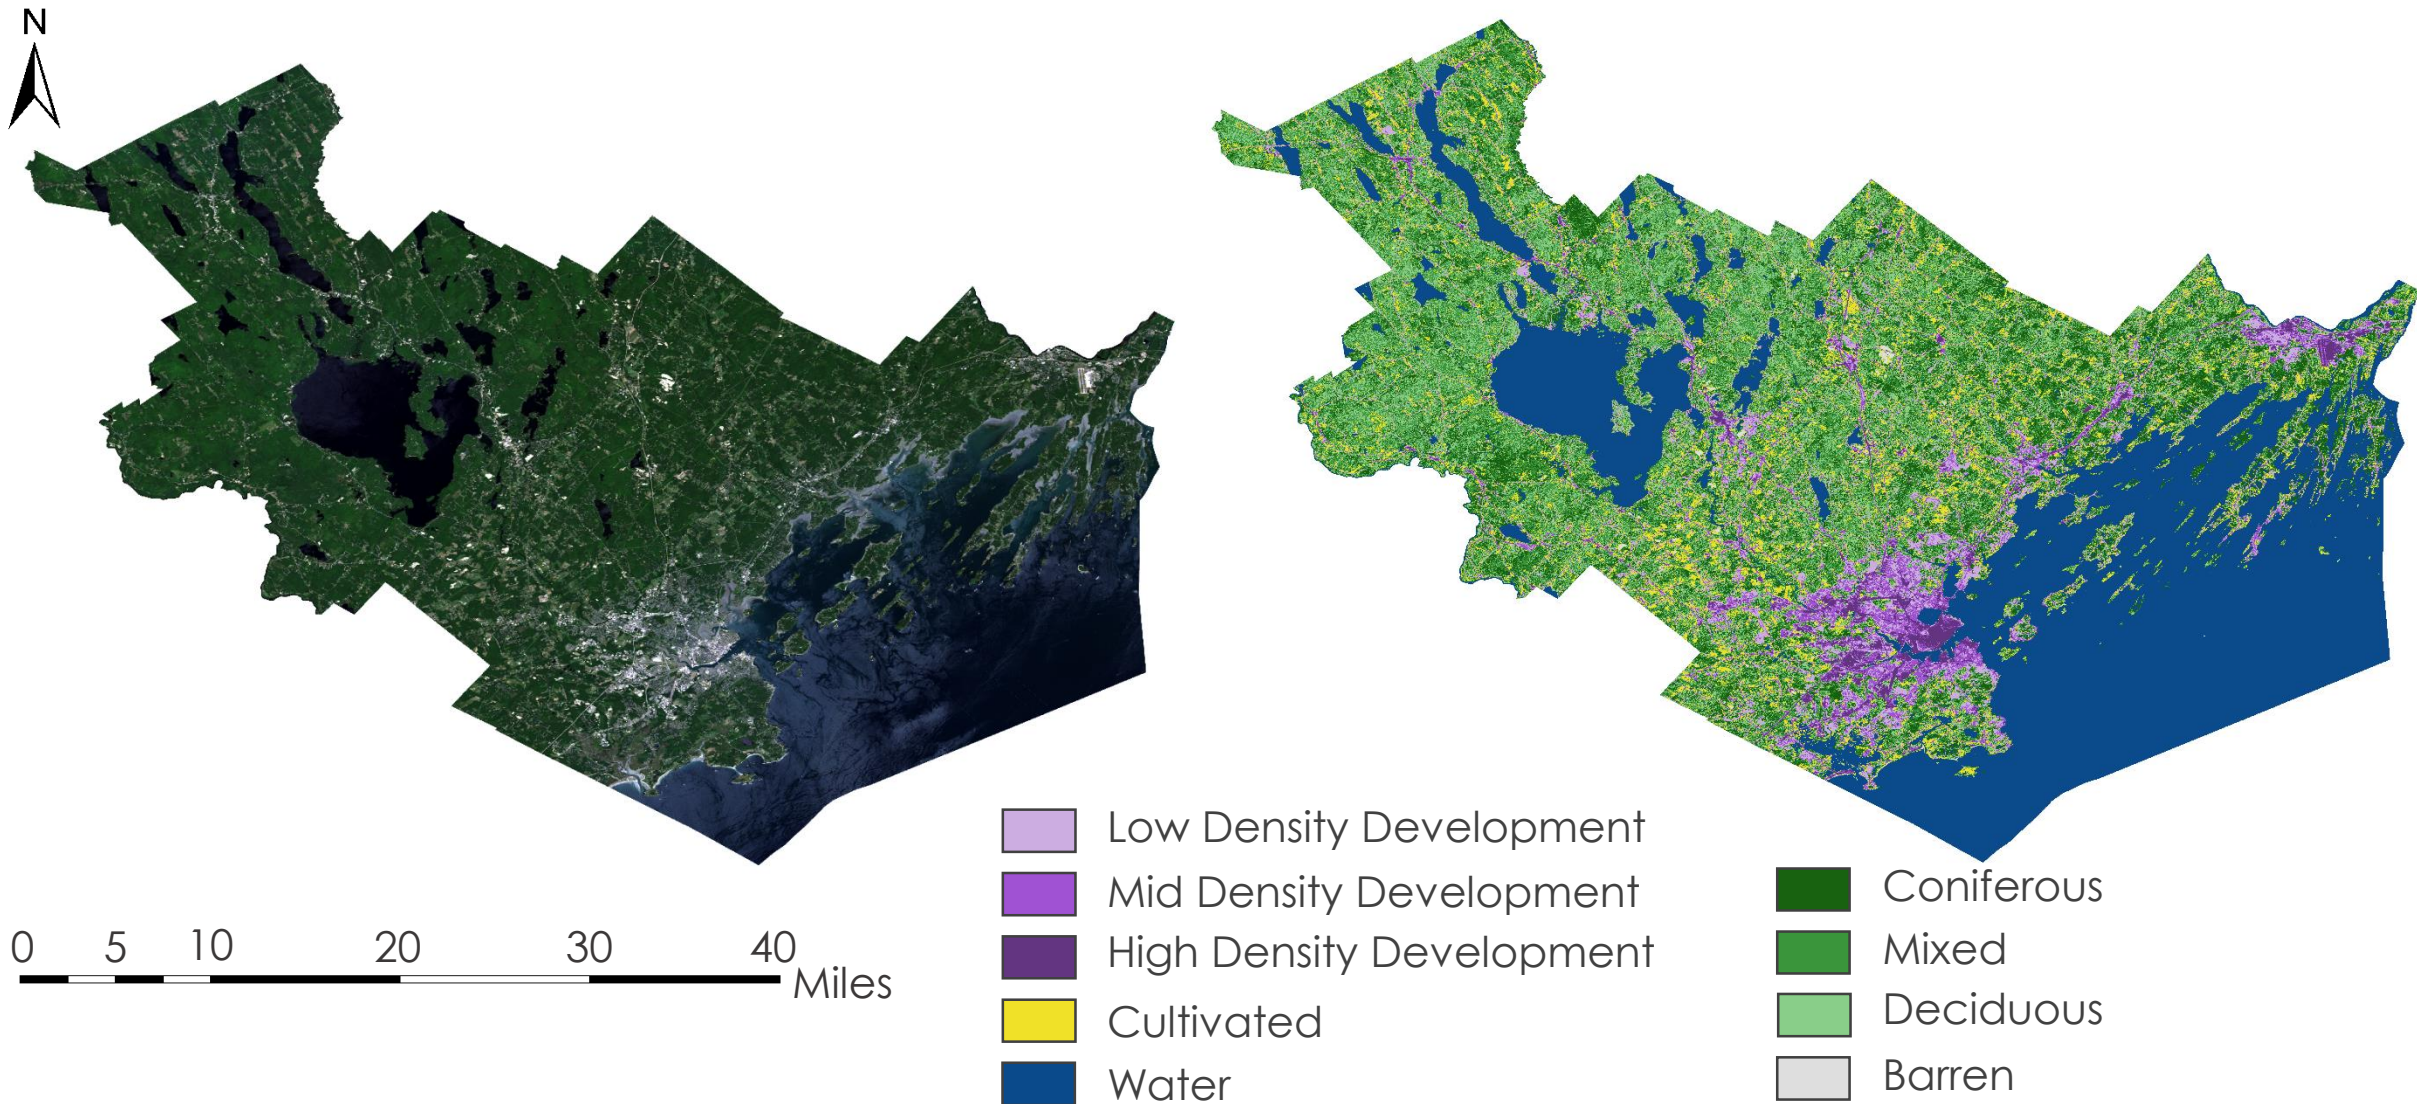 N
0 5 10 20 30 40
Miles
Low Density Development
Mid Density Development
High Density Development
Cultivated
Water
Coniferous
Mixed
Deciduous
Barren